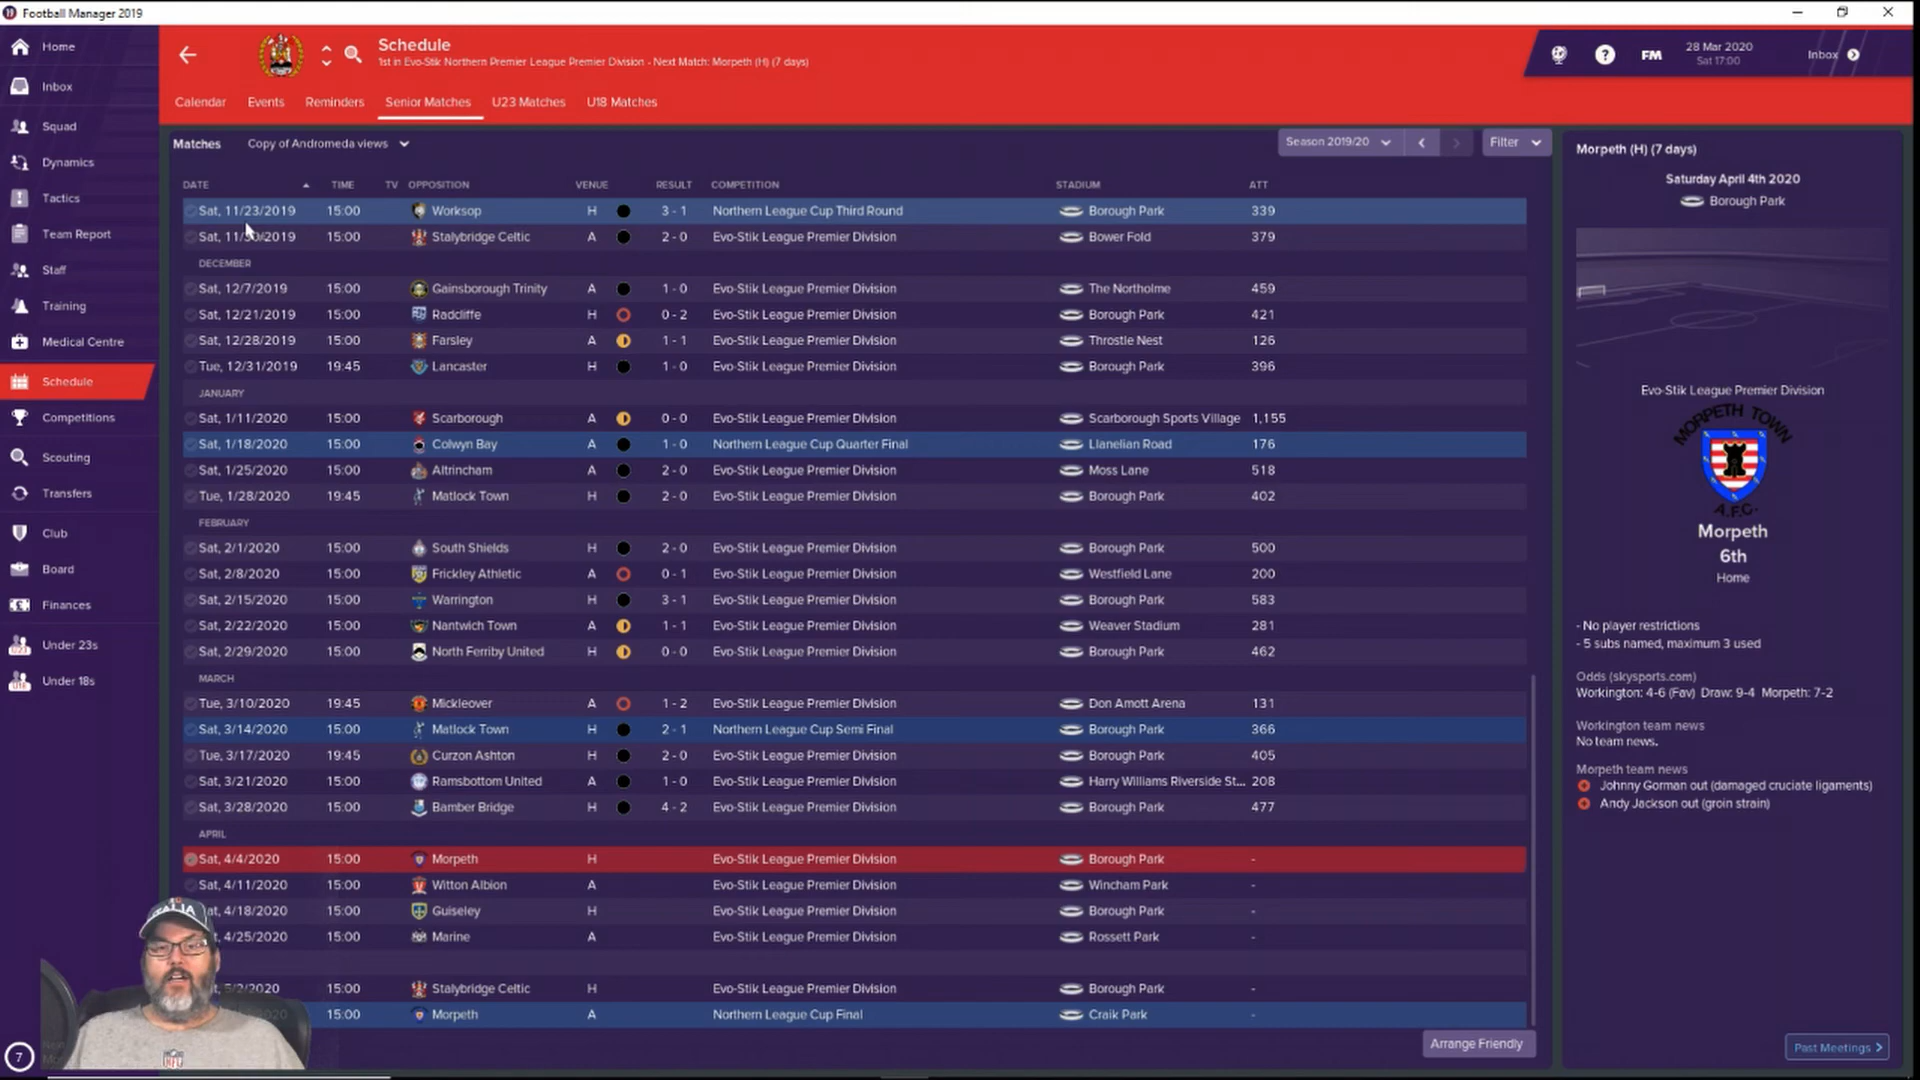 Football Manager 2019
Home
Inbox
Squad
Dynamics
Tactics
Team Report
Staff
Training
Medical Centre
Schedule
Competitions
Scouting
Transfers
Club
Board
Finances
Under 23s
Under 18s
7
Schedule
1st in Evo-Stik Northern Premier League Premier Division - Next Match: Morpeth (H) (7 days)
FM
28 Mar 2020
Sat 17:00
Inbox
Calendar Events Reminders Senior Matches U23 Matches U18 Matches
Matches Copy of Andromeda views Season 2019/20 Filter
DATE TIME TV OPPOSITION VENUE RESULT COMPETITION STADIUM ATT
Sat, 11/23/2019 15:00 Worksop H 3 - 1 Northern League Cup Third Round Borough Park 339
Sat, 11/30/2019 15:00 Stalybridge Celtic A 2 - 0 Evo-Stik League Premier Division Bower Fold 379
DECEMBER
Sat, 12/7/2019 15:00 Gainsborough Trinity A 1 - 0 Evo-Stik League Premier Division The Northolme 459
Sat, 12/21/2019 15:00 Radcliffe H 0 - 2 Evo-Stik League Premier Division Borough Park 421
Sat, 12/28/2019 15:00 Farsley A 1 - 1 Evo-Stik League Premier Division Throstle Nest 126
Tue, 12/31/2019 19:45 Lancaster H 1 - 0 Evo-Stik League Premier Division Borough Park 396
JANUARY
Sat, 1/11/2020 15:00 Scarborough A 0 - 0 Evo-Stik League Premier Division Scarborough Sports Village 1,155
Sat, 1/18/2020 15:00 Colwyn Bay A 1 - 0 Northern League Cup Quarter Final Llanelian Road 176
Sat, 1/25/2020 15:00 Altrincham A 2 - 0 Evo-Stik League Premier Division Moss Lane 518
Tue, 1/28/2020 19:45 Matlock Town H 2 - 0 Evo-Stik League Premier Division Borough Park 402
FEBRUARY
Sat, 2/1/2020 15:00 South Shields H 2 - 0 Evo-Stik League Premier Division Borough Park 500
Sat, 2/8/2020 15:00 Frickley Athletic A 0 - 1 Evo-Stik League Premier Division Westfield Lane 200
Sat, 2/15/2020 15:00 Warrington H 3 - 1 Evo-Stik League Premier Division Borough Park 583
Sat, 2/22/2020 15:00 Nantwich Town A 1 - 1 Evo-Stik League Premier Division Weaver Stadium 281
Sat, 2/29/2020 15:00 North Ferriby United H 0 - 0 Evo-Stik League Premier Division Borough Park 462
MARCH
Tue, 3/10/2020 19:45 Mickleover A 1 - 2 Evo-Stik League Premier Division Don Amott Arena 131
Sat, 3/14/2020 15:00 Matlock Town H 2 - 1 Northern League Cup Semi Final Borough Park 366
Tue, 3/17/2020 19:45 Curzon Ashton H 2 - 0 Evo-Stik League Premier Division Borough Park 405
Sat, 3/21/2020 15:00 Ramsbottom United A 1 - 0 Evo-Stik League Premier Division Harry Williams Riverside St... 208
Sat, 3/28/2020 15:00 Bamber Bridge H 4 - 2 Evo-Stik League Premier Division Borough Park 477
APRIL
Sat, 4/4/2020 15:00 Morpeth H Evo-Stik League Premier Division Borough Park -
Sat, 4/11/2020 15:00 Witton Albion A Evo-Stik League Premier Division Wincham Park -
at, 4/18/2020 15:00 Guiseley H Evo-Stik League Premier Division Borough Park -
4/25/2020 15:00 Marine A Evo-Stik League Premier Division Rossett Park -
5/2/2020 15:00 Stalybridge Celtic H Evo-Stik League Premier Division Borough Park -
15:00 Morpeth A Northern League Cup Final Craik Park -
Arrange Friendly
Morpeth (H) (7 days)
Saturday April 4th 2020
Borough Park
Evo-Stik League Premier Division
MORPETH TOWN
A.F.C.
Morpeth
6th
Home
- No player restrictions
- 5 subs named, maximum 3 used
Odds (skysports.com)
Workington: 4-6 (Fav) Draw: 9-4 Morpeth: 7-2
Workington team news
No team news.
Morpeth team news
Johnny Gorman out (damaged cruciate ligaments)
Andy Jackson out (groin strain)
Past Meetings
ITALIA
NFL